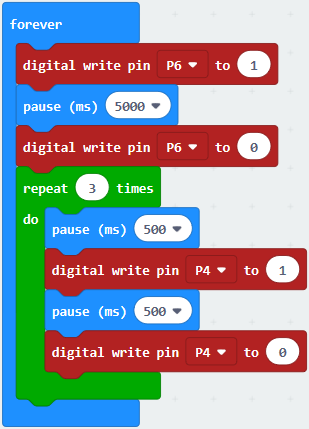 forever
digital write pin P6 to 1
pause (ms) 5000
digital write pin P6 to 0
repeat 3 times
do
pause (ms) 500
digital write pin P4 to 1
pause (ms) 500
digital write pin P4 to 0